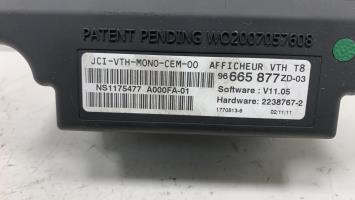 PATENT PENDING WO2007057608
JCI-VTH-MONO-CEM-00 AFFICHEUR VTH T8
96 665 877 ZD-03
NS1175477 A000FA-01 Software : V11.05
Hardware: 2238767-2
1770813-6 02/11/11